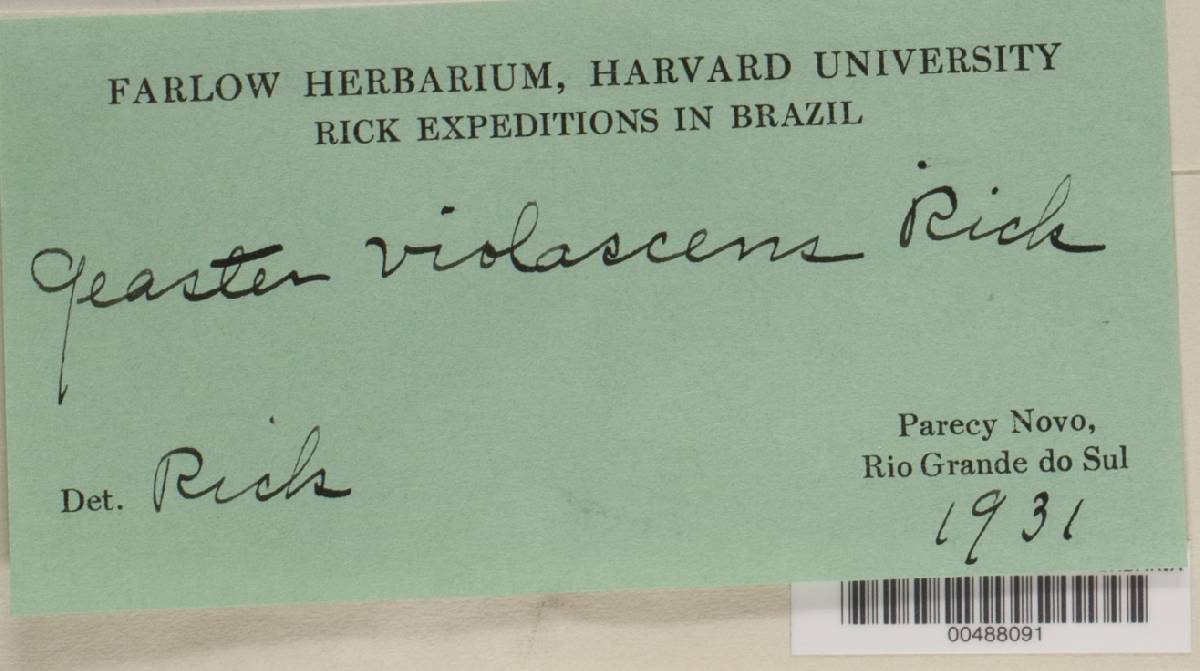 FARLOW HERBARIUM, HARVARD UNIVERSITY
RICK EXPEDITIONS IN BRAZIL
Geaster violascens Rick
Parecy Novo,
Rio Grande do Sul
Det. Rick
1931
00488091